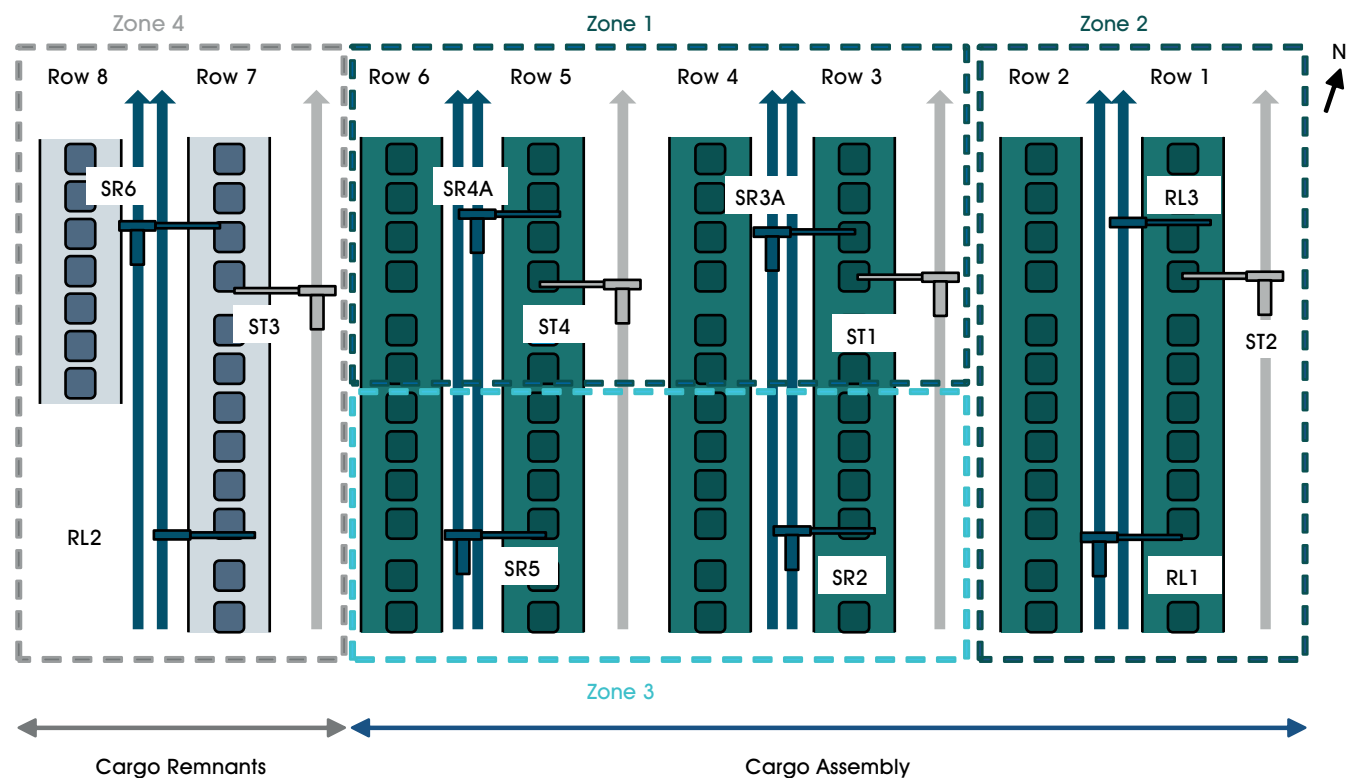 Zone 4
Zone 1
Zone 2
N
Row 8
Row 7
Row 6
Row 5
Row 4
Row 3
Row 2
Row 1
SR6
SR4A
SR3A
RL3
ST3
ST4
ST1
ST2
RL2
SR5
SR2
RL1
Zone 3
Cargo Remnants
Cargo Assembly